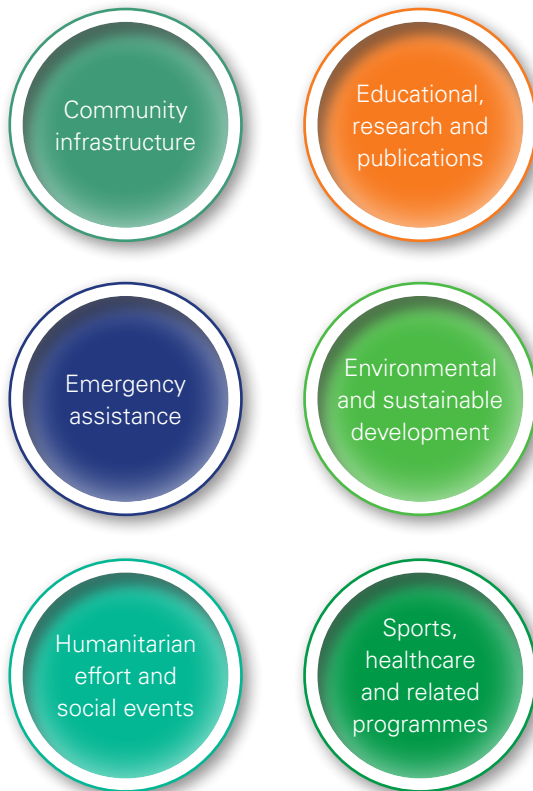 Community
infrastructure
Educational,
research and
publications
Emergency
assistance
Environmental
and sustainable
development
Humanitarian
effort and
social events
Sports,
healthcare
and related
programmes